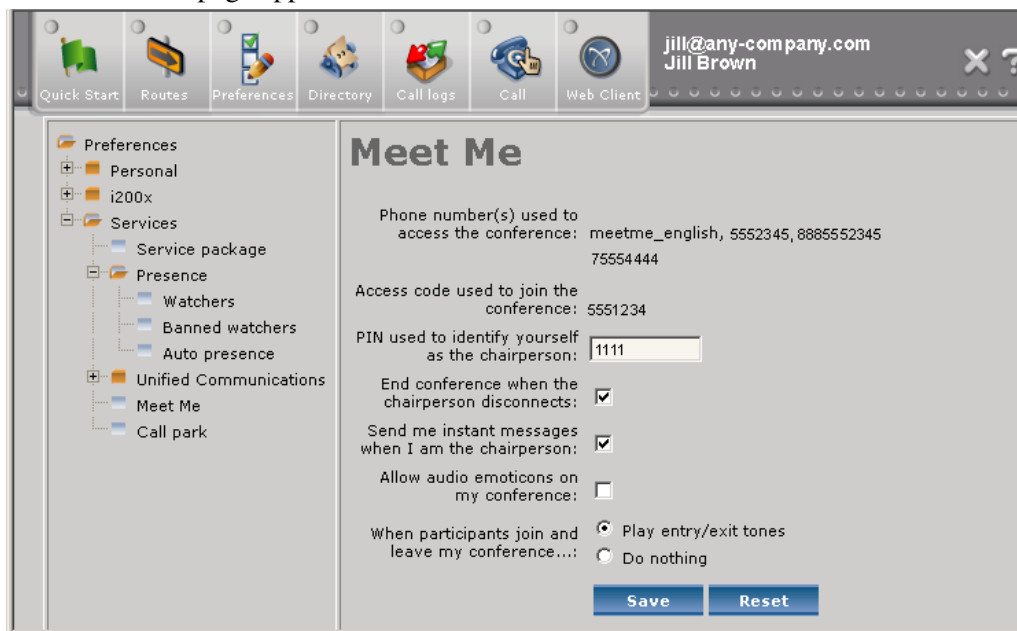 jill@any-company.com
Jill Brown
Quick Start Routes Preferences Directory Call logs Call Web Client
Preferences
Personal
i200x
Services
Service package
Presence
Watchers
Banned watchers
Auto presence
Unified Communications
Meet Me
Call park
Meet Me
Phone number(s) used to
access the conference: meetme_english, 5552345, 8885552345
75554444
Access code used to join the
conference: 5551234
PIN used to identify yourself
as the chairperson: 1111
End conference when the
chairperson disconnects:
Send me instant messages
when I am the chairperson:
Allow audio emoticons on
my conference:
When participants join and
leave my conference...:
Play entry/exit tones
Do nothing
Save Reset